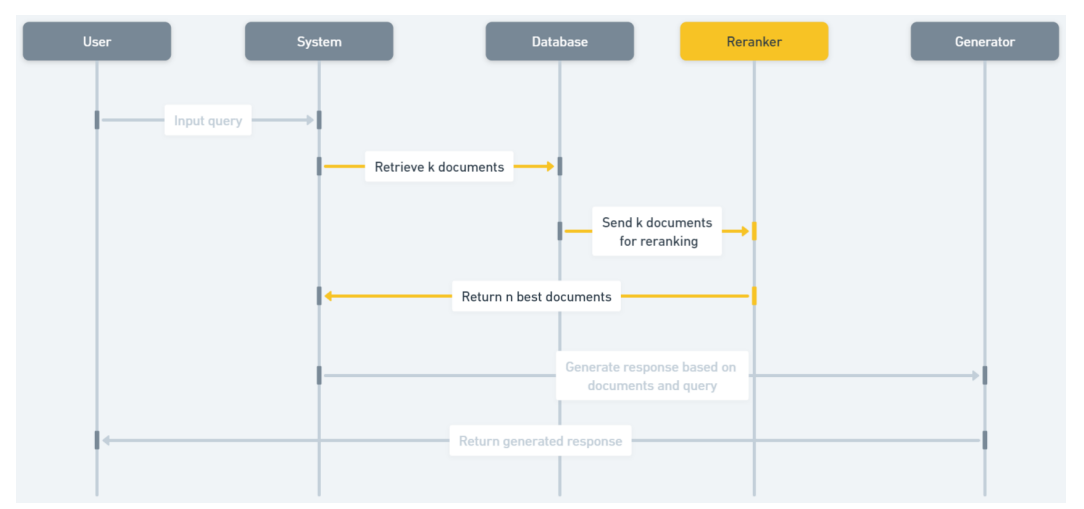 User
System
Database
Reranker
Generator
Input query
Retrieve k documents
Send k documents
for reranking
Return n best documents
Generate response based on
documents and query
Return generated response